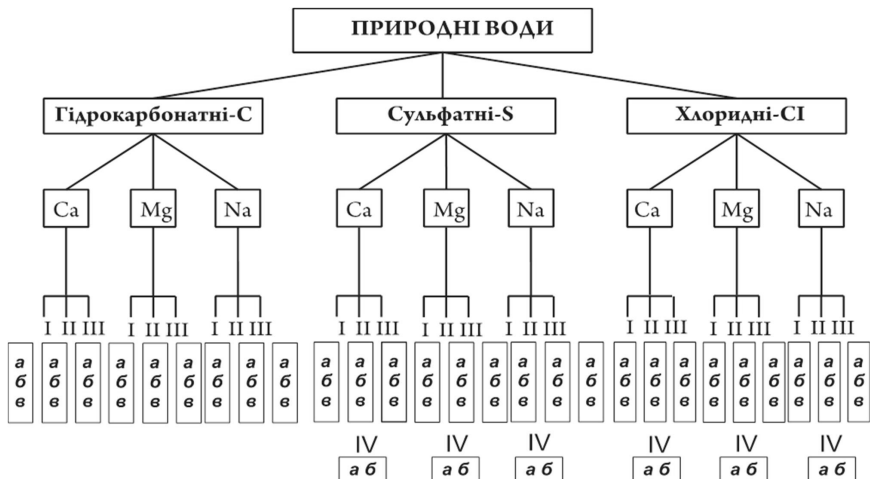 ПРИРОДНІ ВОДИ
Гідрокарбонатні-С Сульфатні-S Хлоридні-СІ
Ca Mg Na Ca Mg Na Ca Mg Na
I II III I II III I II III I II III I II III I II III I II III I II III I II III
а а а а а а а а а а а а а а а а а а а а а а а а а а а
б б б б б б б б б б б б б б б б б б б б б б б б б б б
в в в в в в в в в в в в в в в в в в в в в в в в в в в
IV IV IV IV IV IV
а б а б а б а б а б а б